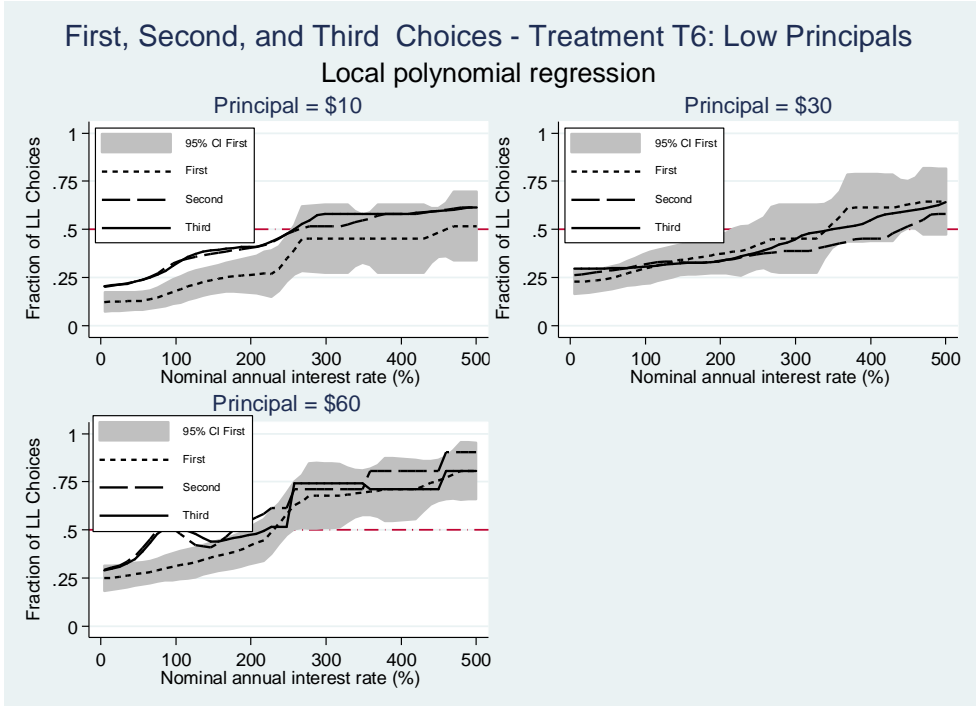 First, Second, and Third Choices - Treatment T6: Low Principals
Local polynomial regression
Principal = $10
Fraction of LL Choices
1
.75
.5
.25
0
95% CI First
First
Second
Third
0 100 200 300 400 500
Nominal annual interest rate (%)
Principal = $30
Fraction of LL Choices
1
.75
.5
.25
0
95% CI First
First
Second
Third
0 100 200 300 400 500
Nominal annual interest rate (%)
Principal = $60
Fraction of LL Choices
1
.75
.5
.25
0
95% CI First
First
Second
Third
0 100 200 300 400 500
Nominal annual interest rate (%)